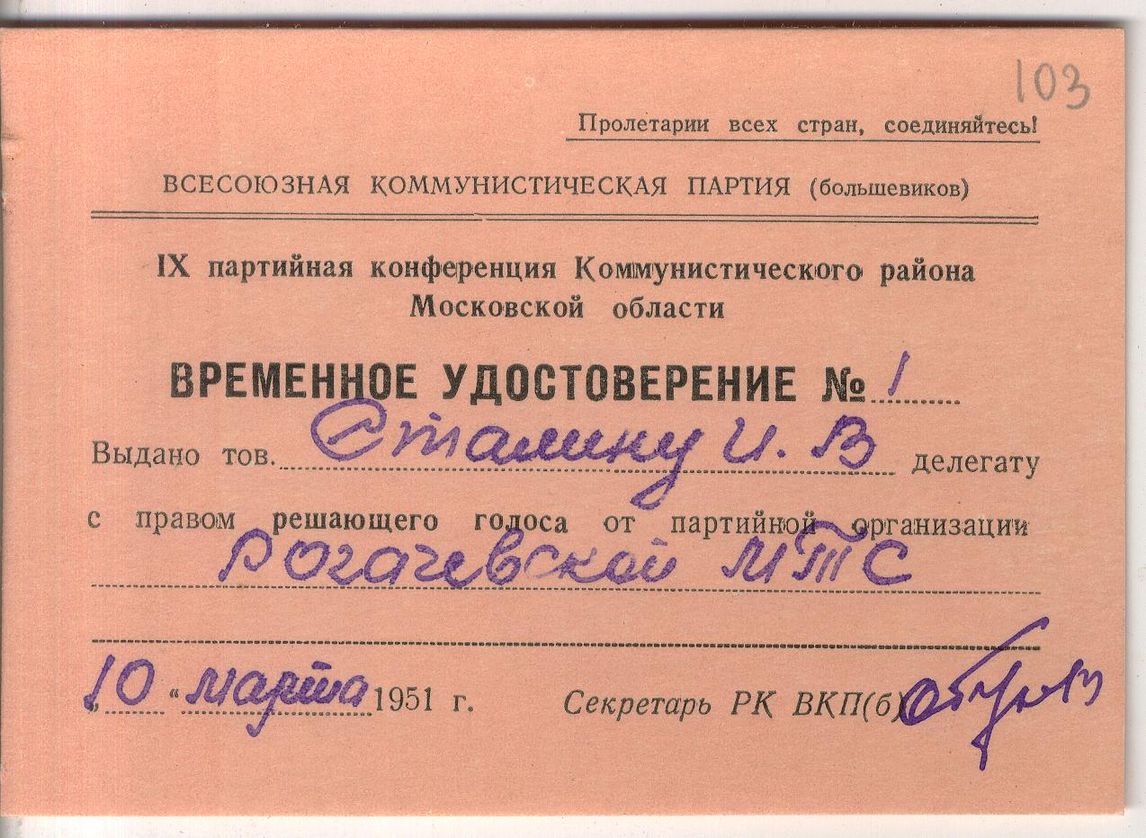 103
Пролетарии всех стран, соединяйтесь!
ВСЕСОЮЗНАЯ КОММУНИСТИЧЕСКАЯ ПАРТИЯ (большевиков)
IX партийная конференция Коммунистического района
Московской области
ВРЕМЕННОЕ УДОСТОВЕРЕНИЕ № 1
Выдано тов. Сталину И. В делегату
с правом решающего голоса от партийной организации
Рогачевской МТС
„10“ марта 1951 г. Секретарь РК ВКП(б)